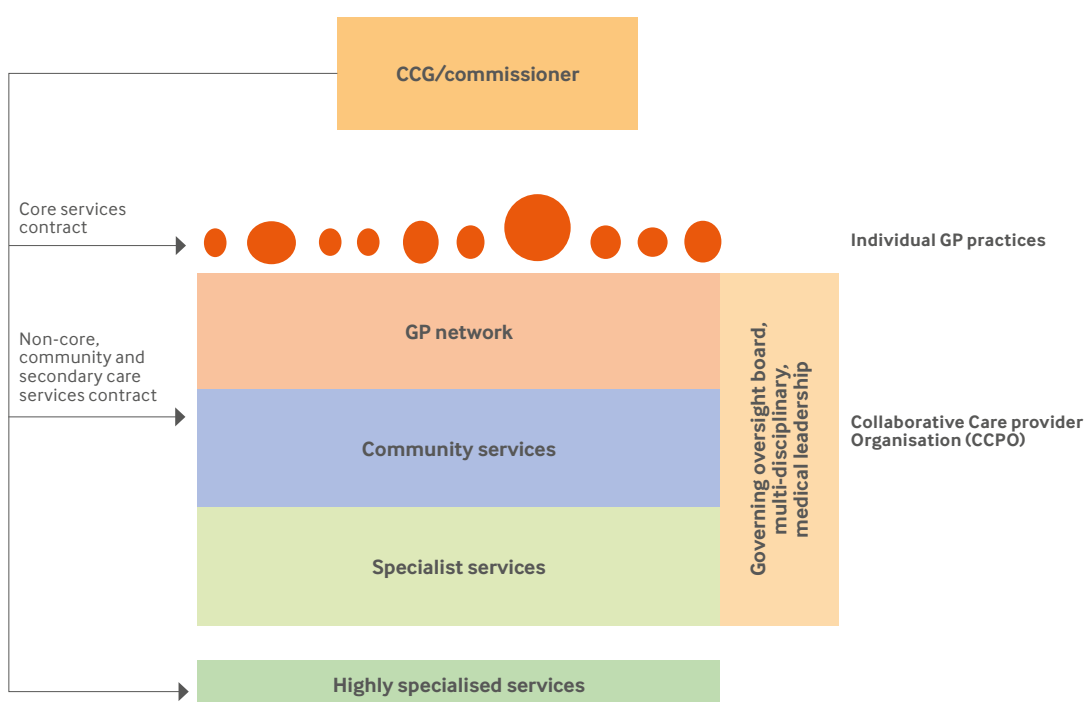 CCG/commissioner
Core services
contract
Individual GP practices
GP network
Non-core,
community and
secondary care
services contract
Governing oversight board,
multi-disciplinary,
medical leadership
Collaborative Care provider
Organisation (CCPO)
Community services
Specialist services
Highly specialised services